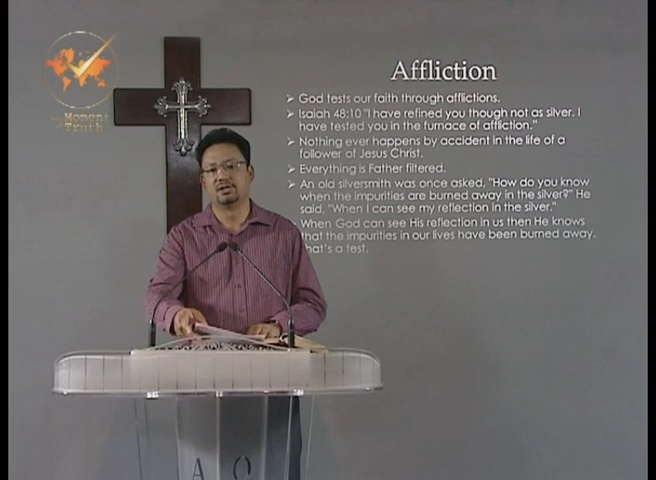 Moment
Truth
Affliction
➢ God tests our faith through afflictions.
➢ Isaiah 48:10 "I have refined you though not as silver. I
have tested you in the furnace of affliction."
➢ Nothing ever happens by accident in the life of a
follower of Jesus Christ.
➢ Everything is Father filtered.
➢ An old silversmith was once asked, "How do you know
when the impurities are burned away in the silver?" He
said, "When I can see my reflection in the silver."
When God can see His reflection in us then He knows
that the impurities in our lives have been burned away.
that's a test.
A Ω